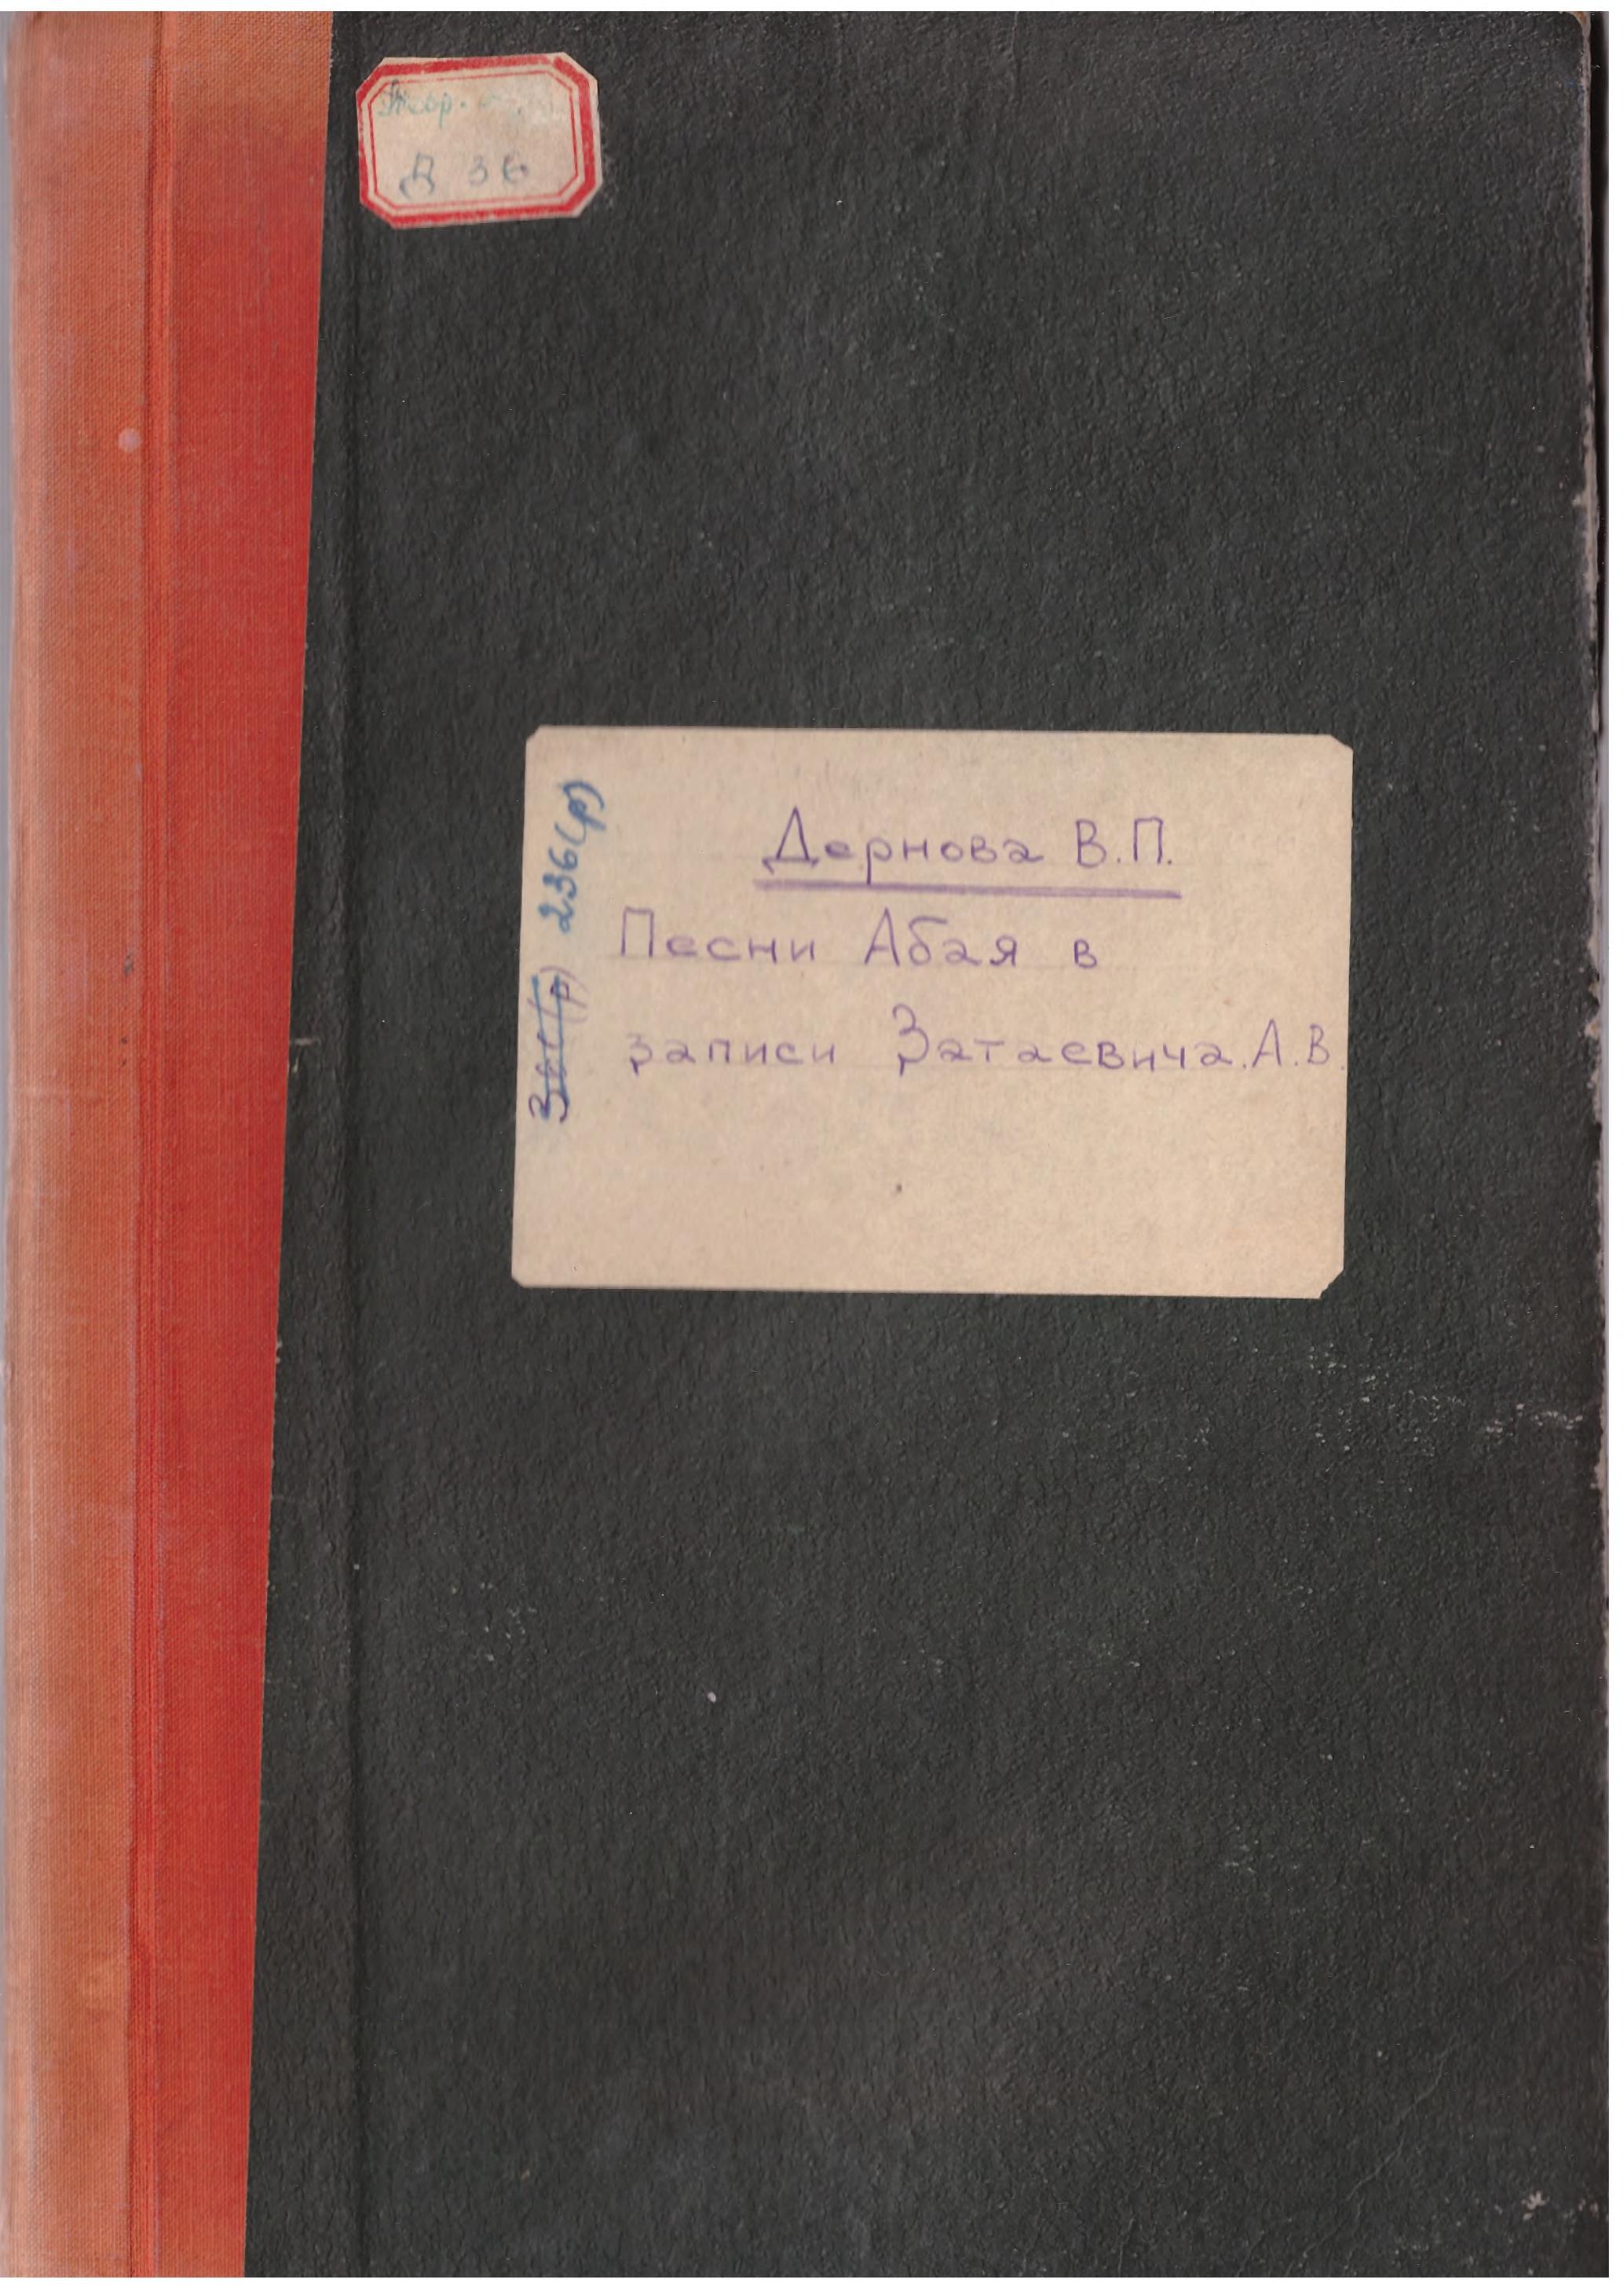 Д 36
Дернова В.П.
Песни Абая в
записи Затаевича.А.В.
236(р)